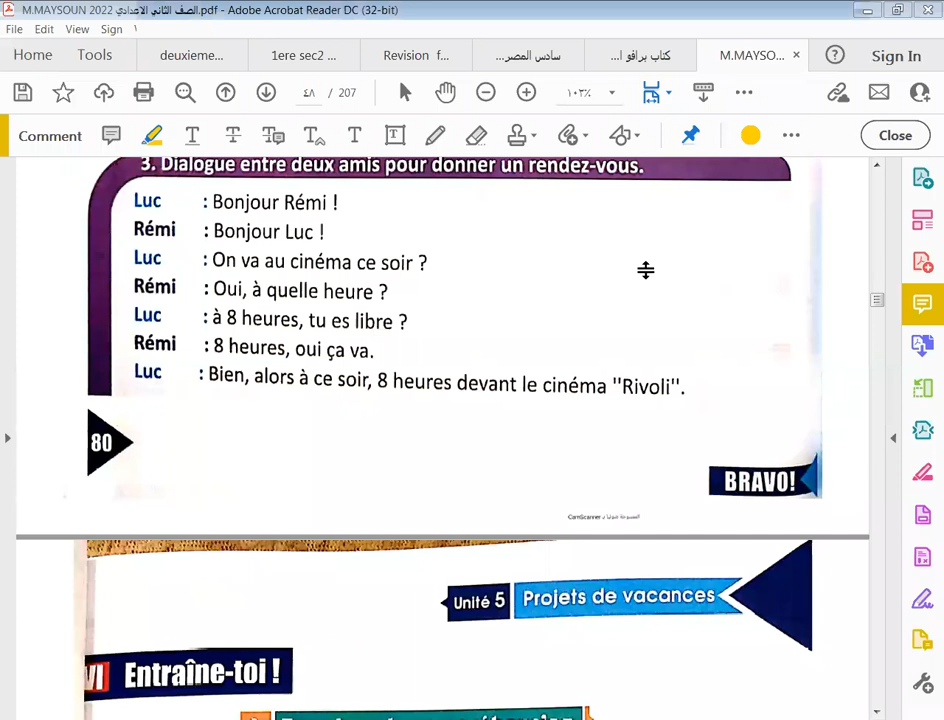 M.MAYSOUN 2022 الصف الثاني الاعدادي.pdf - Adobe Acrobat Reader DC (32-bit)
File Edit View Sign
Home Tools deuxieme... 1ere sec2 ... Revision f... سادس المصر... كتاب برافو ا... M.MAYSO... × Sign In
٤٨ / 207 ١٠٣٪
Comment Close
3. Dialogue entre deux amis pour donner un rendez-vous.
Luc : Bonjour Rémi !
Rémi : Bonjour Luc !
Luc : On va au cinéma ce soir ?
Rémi : Oui, à quelle heure ?
Luc : à 8 heures, tu es libre ?
Rémi : 8 heures, oui ça va.
Luc : Bien, alors à ce soir, 8 heures devant le cinéma "Rivoli".
80
BRAVO!
الممسوحة ضوئيا بـ CamScanner
Unité 5 Projets de vacances
VI Entraîne-toi !